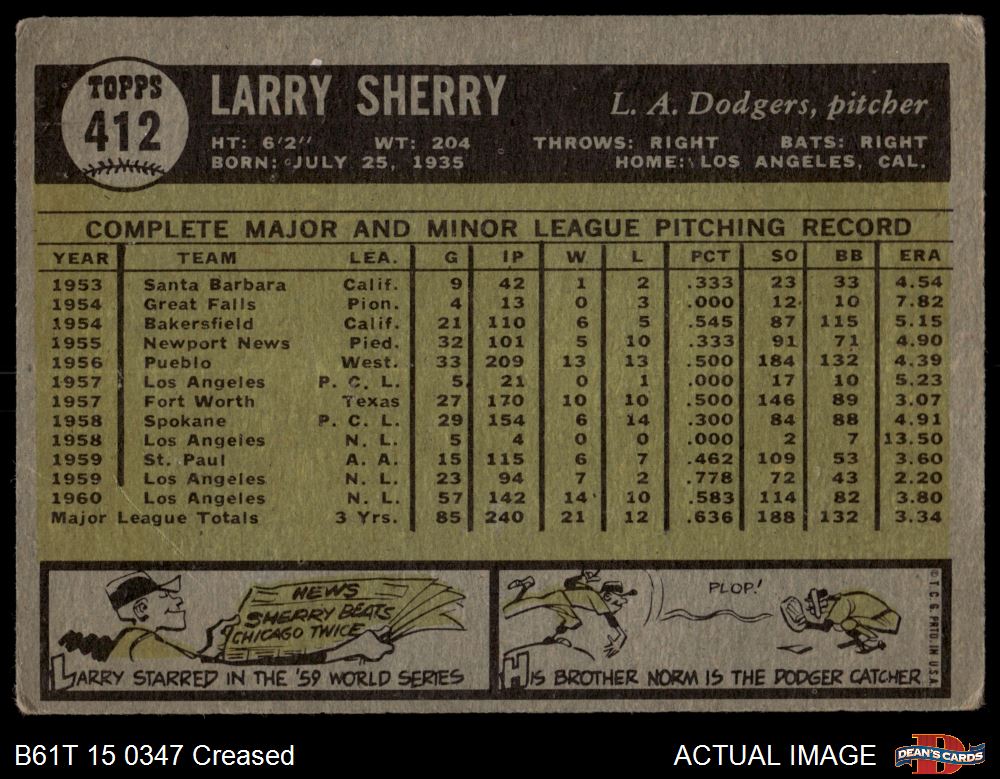 TOPPS
412
LARRY SHERRY
L. A. Dodgers, pitcher
HT: 6'2" WT: 204 THROWS: RIGHT BATS: RIGHT
BORN: JULY 25, 1935 HOME: LOS ANGELES, CAL.
COMPLETE MAJOR AND MINOR LEAGUE PITCHING RECORD
YEAR TEAM LEA. G IP W L PCT SO BB ERA
1953 Santa Barbara Calif. 9 42 1 2 .333 23 33 4.54
1954 Great Falls Pion. 4 13 0 3 .000 12 10 7.82
1954 Bakersfield Calif. 21 110 6 5 .545 87 115 5.15
1955 Newport News Pied. 32 101 5 10 .333 91 71 4.90
1956 Pueblo West. 33 209 13 13 .500 184 132 4.39
1957 Los Angeles P. C. L. 5 21 0 1 .000 17 10 5.23
1957 Fort Worth Texas 27 170 10 10 .500 146 89 3.07
1958 Spokane P. C. L. 29 154 6 14 .300 84 88 4.91
1958 Los Angeles N. L. 5 4 0 0 .000 2 7 13.50
1959 St. Paul A. A. 15 115 6 7 .462 109 53 3.60
1959 Los Angeles N. L. 23 94 7 2 .778 72 43 2.20
1960 Los Angeles N. L. 57 142 14 10 .583 114 82 3.80
Major League Totals 3 Yrs. 85 240 21 12 .636 188 132 3.34
NEWS
SHERRY BEATS
CHICAGO TWICE
LARRY STARRED IN THE '59 WORLD SERIES
PLOP!
HIS BROTHER NORM IS THE DODGER CATCHER
© T. C. G. PRTD. IN U.S.A.
B61T 15 0347 Creased
ACTUAL IMAGE
DEAN'S CARDS